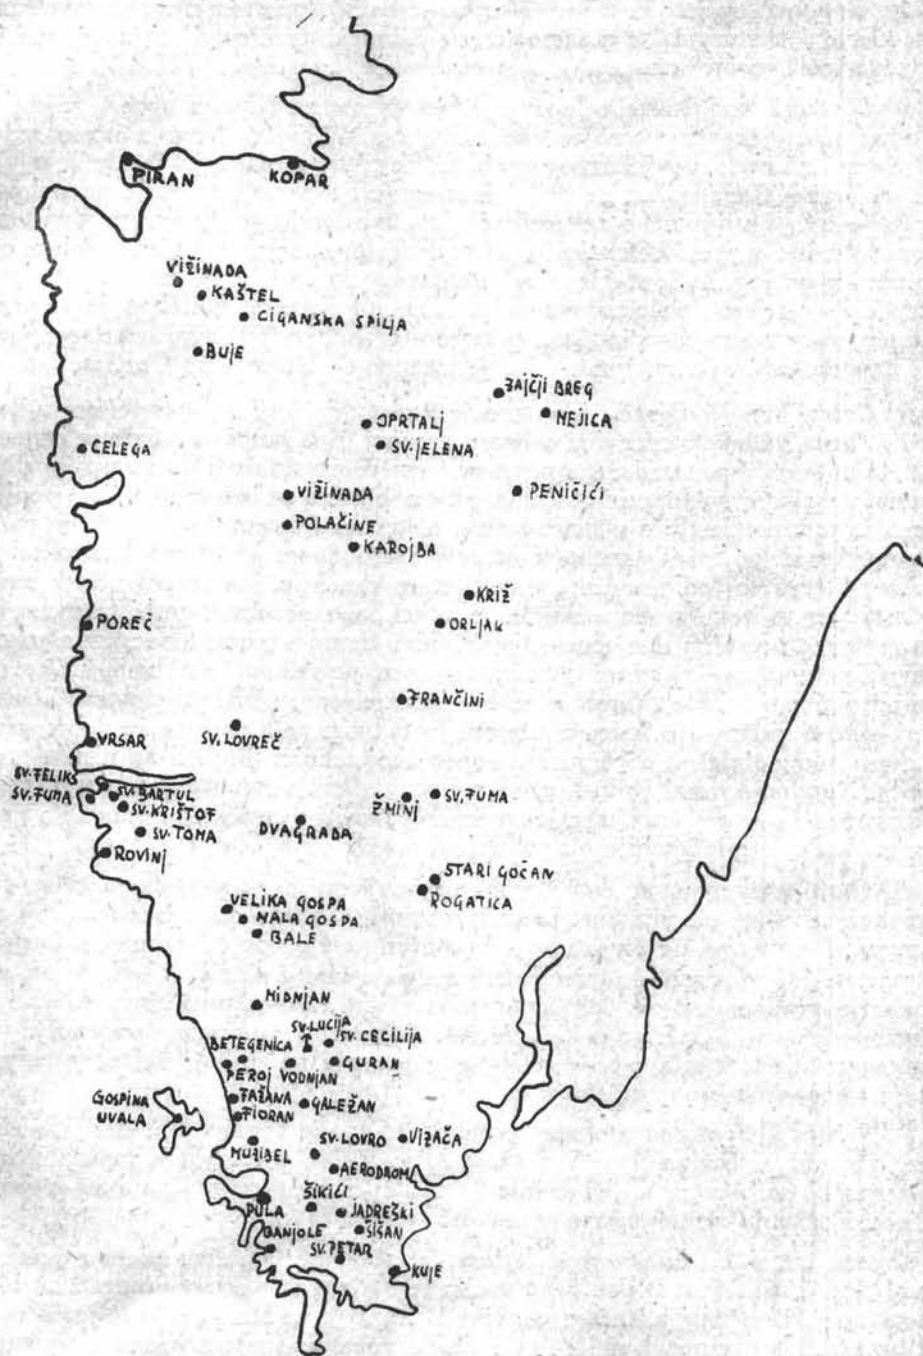 PIRAN
KOPAR
VIŽINADA
KAŠTEL
CIGANSKA SPILJA
BUJE
ZAJČJI BREG
MEJICA
OPRTALJ
SV. JELENA
CELEGA
VIŽINADA
PENIČIĆI
POLAČINE
KAROJBA
KRIŽ
POREČ
ORLJAK
FRANČINI
VRSAR
SV. LOVREČ
SV. FELIKS
SV. BARTUL
SV. FUMA
SV. KRIŠTOF
ŽMINJ
SV. FUMA
SV. TOMA
DVAGRADA
ROVINJ
STARI GOČAN
ROGATICA
VELIKA GOSPA
MALA GOSPA
BALE
MIDNJAN
SV. LUCIJA
SV. CECILIJA
BETEGENICA
GURAN
PEROJ
VODNJAN
GOSPINA
UVALA
FAŽANA
GALEŽAN
FIORAN
MUŽIBEL
SV. LOVRO
VIZAČA
AERODROM
PULA
ŠIKIĆI
JADREŠKI
BANJOLE
ŠIŠAN
SV. PETAR
KUJE